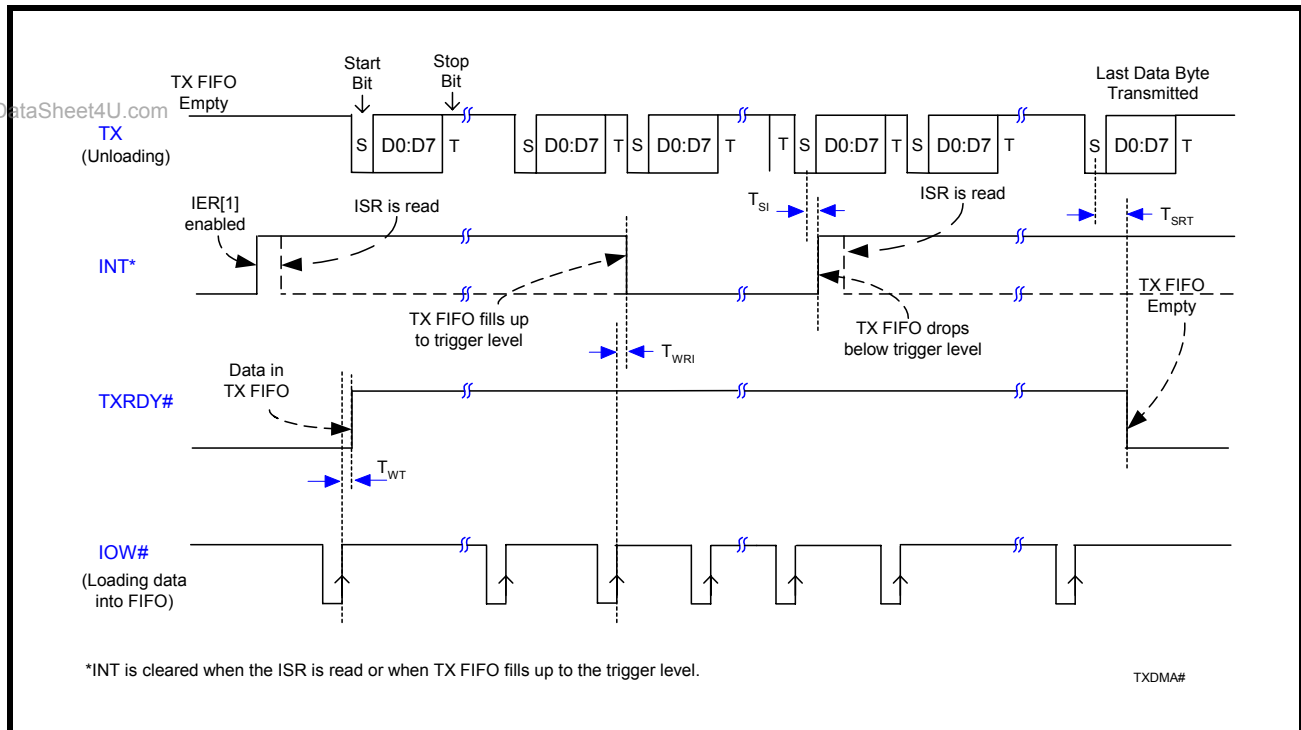 Start
Bit
Stop
Bit
TX FIFO
Empty
Last Data Byte
Transmitted
DataSheet4U.com
TX
(Unloading)
S D0:D7 T S D0:D7 T S D0:D7 T T S D0:D7 T S D0:D7 T S D0:D7 T
IER[1]
enabled
ISR is read
TSI
ISR is read
TSRT
INT*
TX FIFO fills up
to trigger level
TX FIFO drops
below trigger level
TX FIFO
Empty
TWRI
Data in
TX FIFO
TXRDY#
TWT
IOW#
(Loading data
into FIFO)
*INT is cleared when the ISR is read or when TX FIFO fills up to the trigger level.
TXDMA#